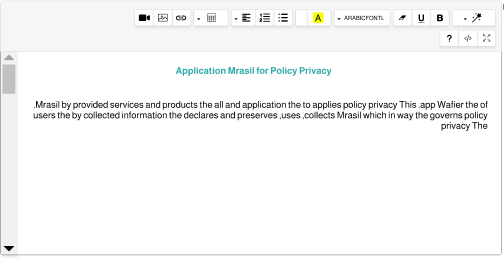 A ARABICFONTL U B
? </>
Application Mrasil for Policy Privacy
.Mrasil by provided services and products the all and application the to applies policy privacy This .app Wafier the of
users the by collected information the declares and preserves ,uses ,collects Mrasil which in way the governs policy
privacy The